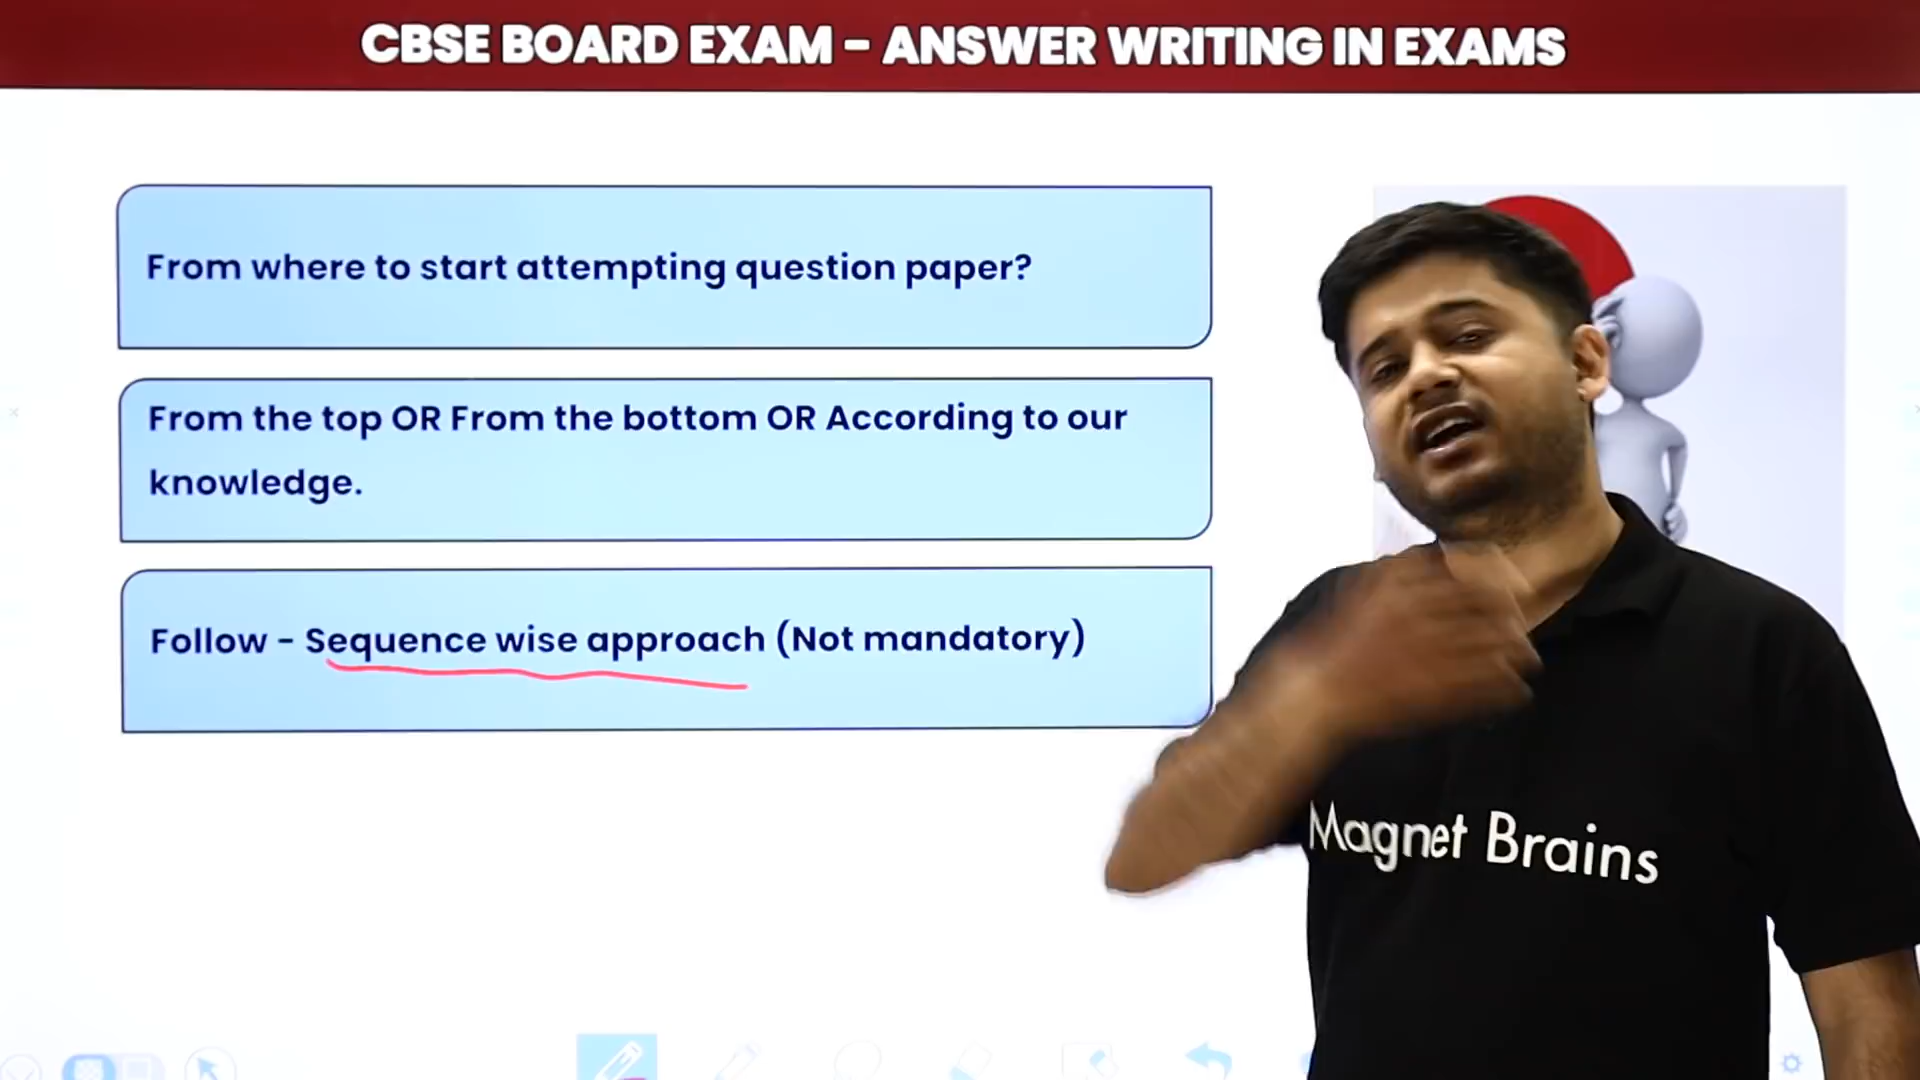 CBSE BOARD EXAM - ANSWER WRITING IN EXAMS
From where to start attempting question paper?
From the top OR From the bottom OR According to our
knowledge.
Follow - Sequence wise approach (Not mandatory)
Magnet Brains